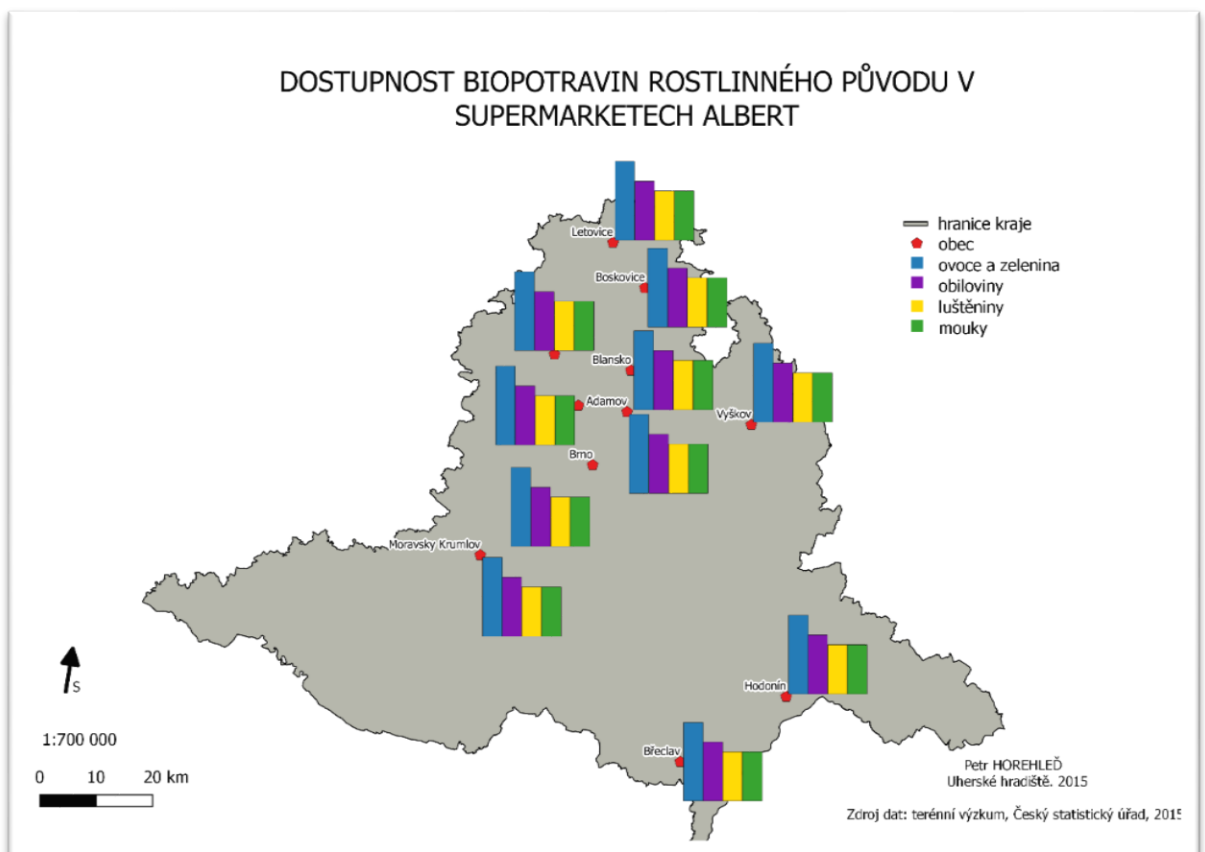 DOSTUPNOST BIOPOTRAVIN ROSTLINNÉHO PŮVODU V
SUPERMARKETECH ALBERT
hranice kraje
obec
ovoce a zelenina
obiloviny
luštěniny
mouky
Letovice
Boskovice
Blansko
Adamov
Vyškov
Brno
Moravsky Krumlov
Hodonín
Břeclav
S
1:700 000
0 10 20 km
Petr HOREHLEĎ
Uherské hradiště. 2015
Zdroj dat: terénní výzkum, Český statistický úřad, 2015